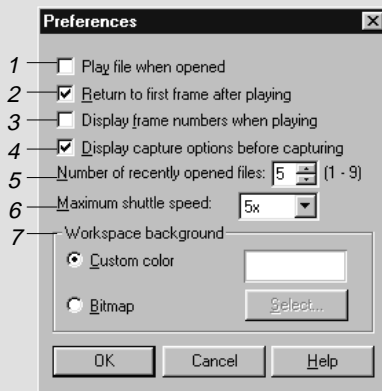 Preferences
1 Play file when opened
2 Return to first frame after playing
3 Display frame numbers when playing
4 Display capture options before capturing
5 Number of recently opened files: 5 (1 - 9)
6 Maximum shuttle speed: 5x
7 Workspace background
Custom color
Bitmap Select...
OK Cancel Help